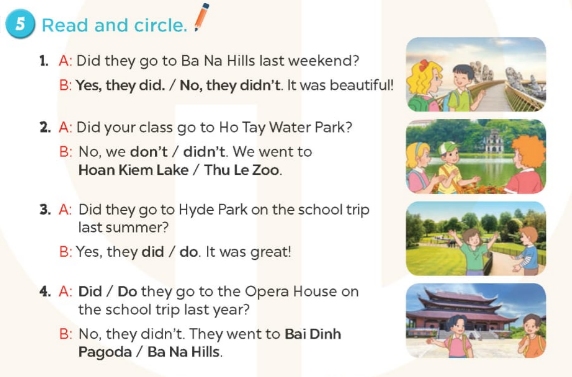 5 Read and circle.
1. A: Did they go to Ba Na Hills last weekend?
B: Yes, they did. / No, they didn't. It was beautiful!
2. A: Did your class go to Ho Tay Water Park?
B: No, we don't / didn't. We went to
Hoan Kiem Lake / Thu Le Zoo.
3. A: Did they go to Hyde Park on the school trip
last summer?
B: Yes, they did / do. It was great!
4. A: Did / Do they go to the Opera House on
the school trip last year?
B: No, they didn't. They went to Bai Dinh
Pagoda / Ba Na Hills.